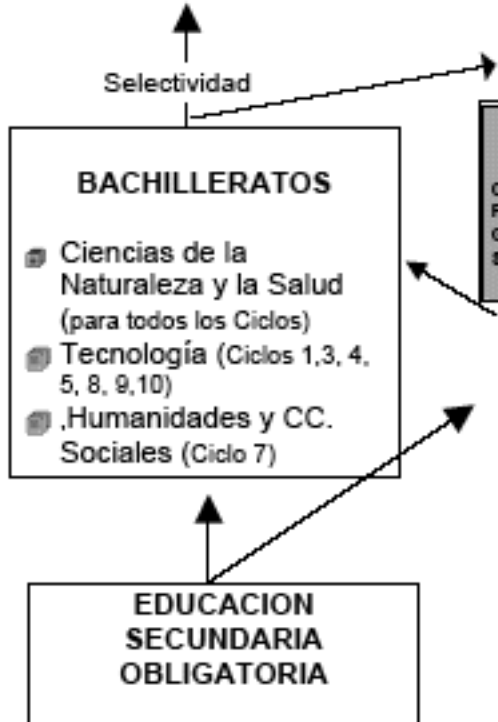 Selectividad
BACHILLERATOS
Ciencias de la
Naturaleza y la Salud
(para todos los Ciclos)
Tecnología (Ciclos 1,3, 4,
5, 8, 9,10)
,Humanidades y CC.
Sociales (Ciclo 7)
EDUCACION
SECUNDARIA
OBLIGATORIA